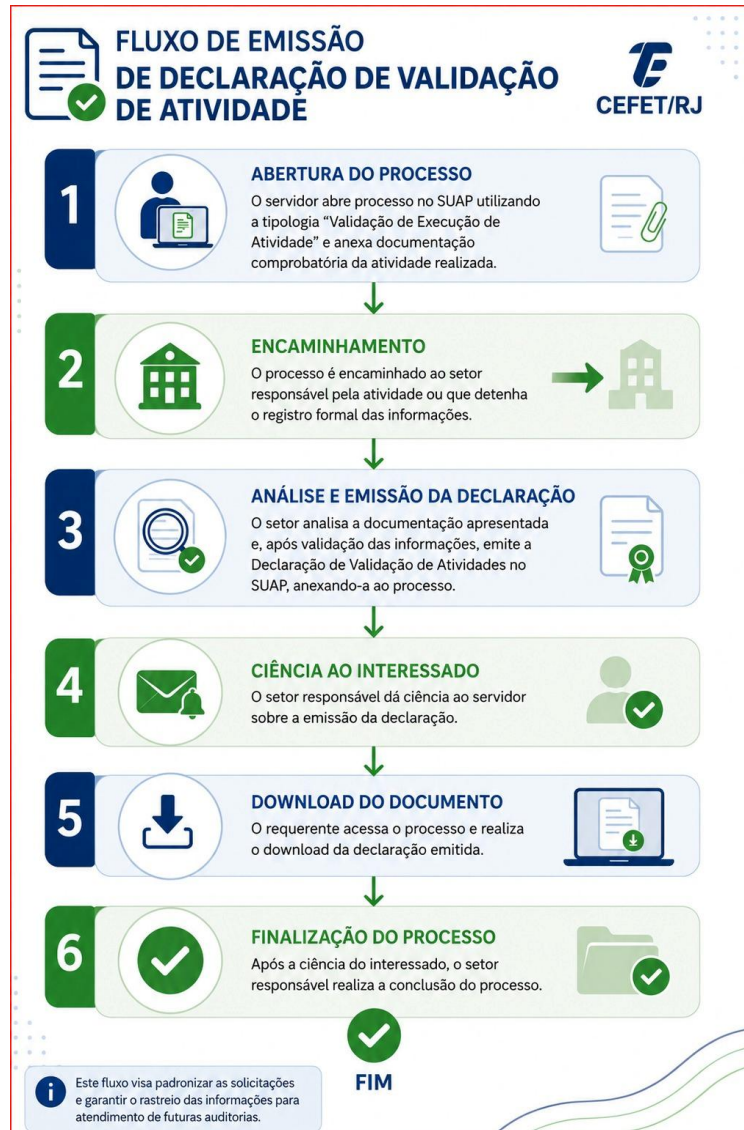 FLUXO DE EMISSÃO
DE DECLARAÇÃO DE VALIDAÇÃO
DE ATIVIDADE
CEFET/RJ
1
ABERTURA DO PROCESSO
O servidor abre processo no SUAP utilizando
a tipologia “Validação de Execução de
Atividade” e anexa documentação
comprobatória da atividade realizada.
2
ENCAMINHAMENTO
O processo é encaminhado ao setor
responsável pela atividade ou que detenha
o registro formal das informações.
3
ANÁLISE E EMISSÃO DA DECLARAÇÃO
O setor analisa a documentação apresentada
e, após validação das informações, emite a
Declaração de Validação de Atividades no
SUAP, anexando-a ao processo.
4
CIÊNCIA AO INTERESSADO
O setor responsável dá ciência ao servidor
sobre a emissão da declaração.
5
DOWNLOAD DO DOCUMENTO
O requerente acessa o processo e realiza
o download da declaração emitida.
6
FINALIZAÇÃO DO PROCESSO
Após a ciência do interessado, o setor
responsável realiza a conclusão do processo.
FIM
i
Este fluxo visa padronizar as solicitações
e garantir o rastreio das informações para
atendimento de futuras auditorias.